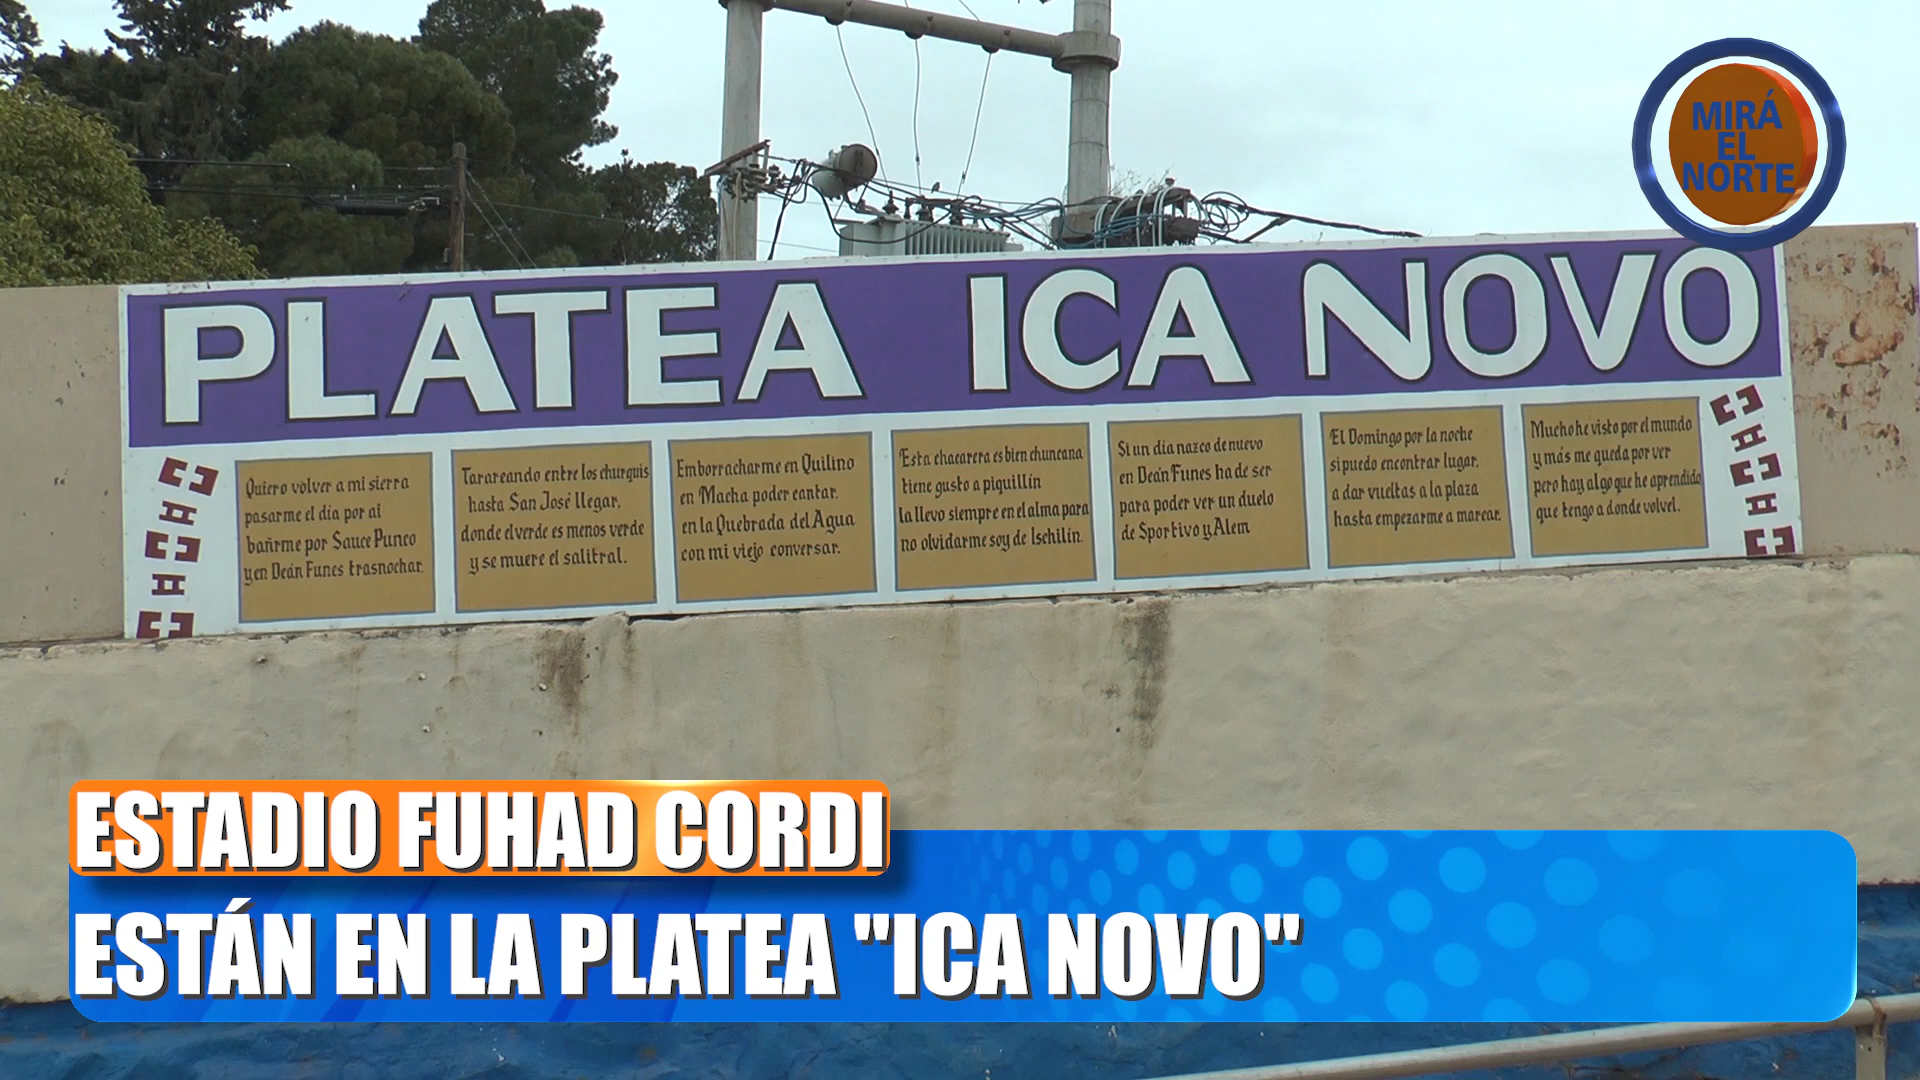 MIRÁ
EL
NORTE
PLATEA ICA NOVO
Quiero volver a mi sierra
pasarme el día por ai
bañrme por Sauce Punco
y en Deán Funes trasnochar.
Tarareando entre los churquis
hasta San José llegar,
donde el verde es menos verde
y se muere el salitral.
Emborracharme en Quilino
en Macha poder cantar,
en la Quebrada del Agua
con mi viejo conversar.
Esta chacarera es bien chuncana
tiene gusto a piquillín
la llevo siempre en el alma para
no olvidarme soy de Ischilín.
Si un día nazco de nuevo
en Deán Funes ha de ser
para poder ver un duelo
de Sportivo y Alem
El Domingo por la noche
si puedo encontrar lugar,
a dar vueltas a la plaza
hasta empezarme a marear.
Mucho he visto por el mundo
y más me queda por ver
pero hay algo que he aprendido
que tengo a donde volver.
ESTADIO FUHAD CORDI
ESTÁN EN LA PLATEA "ICA NOVO"